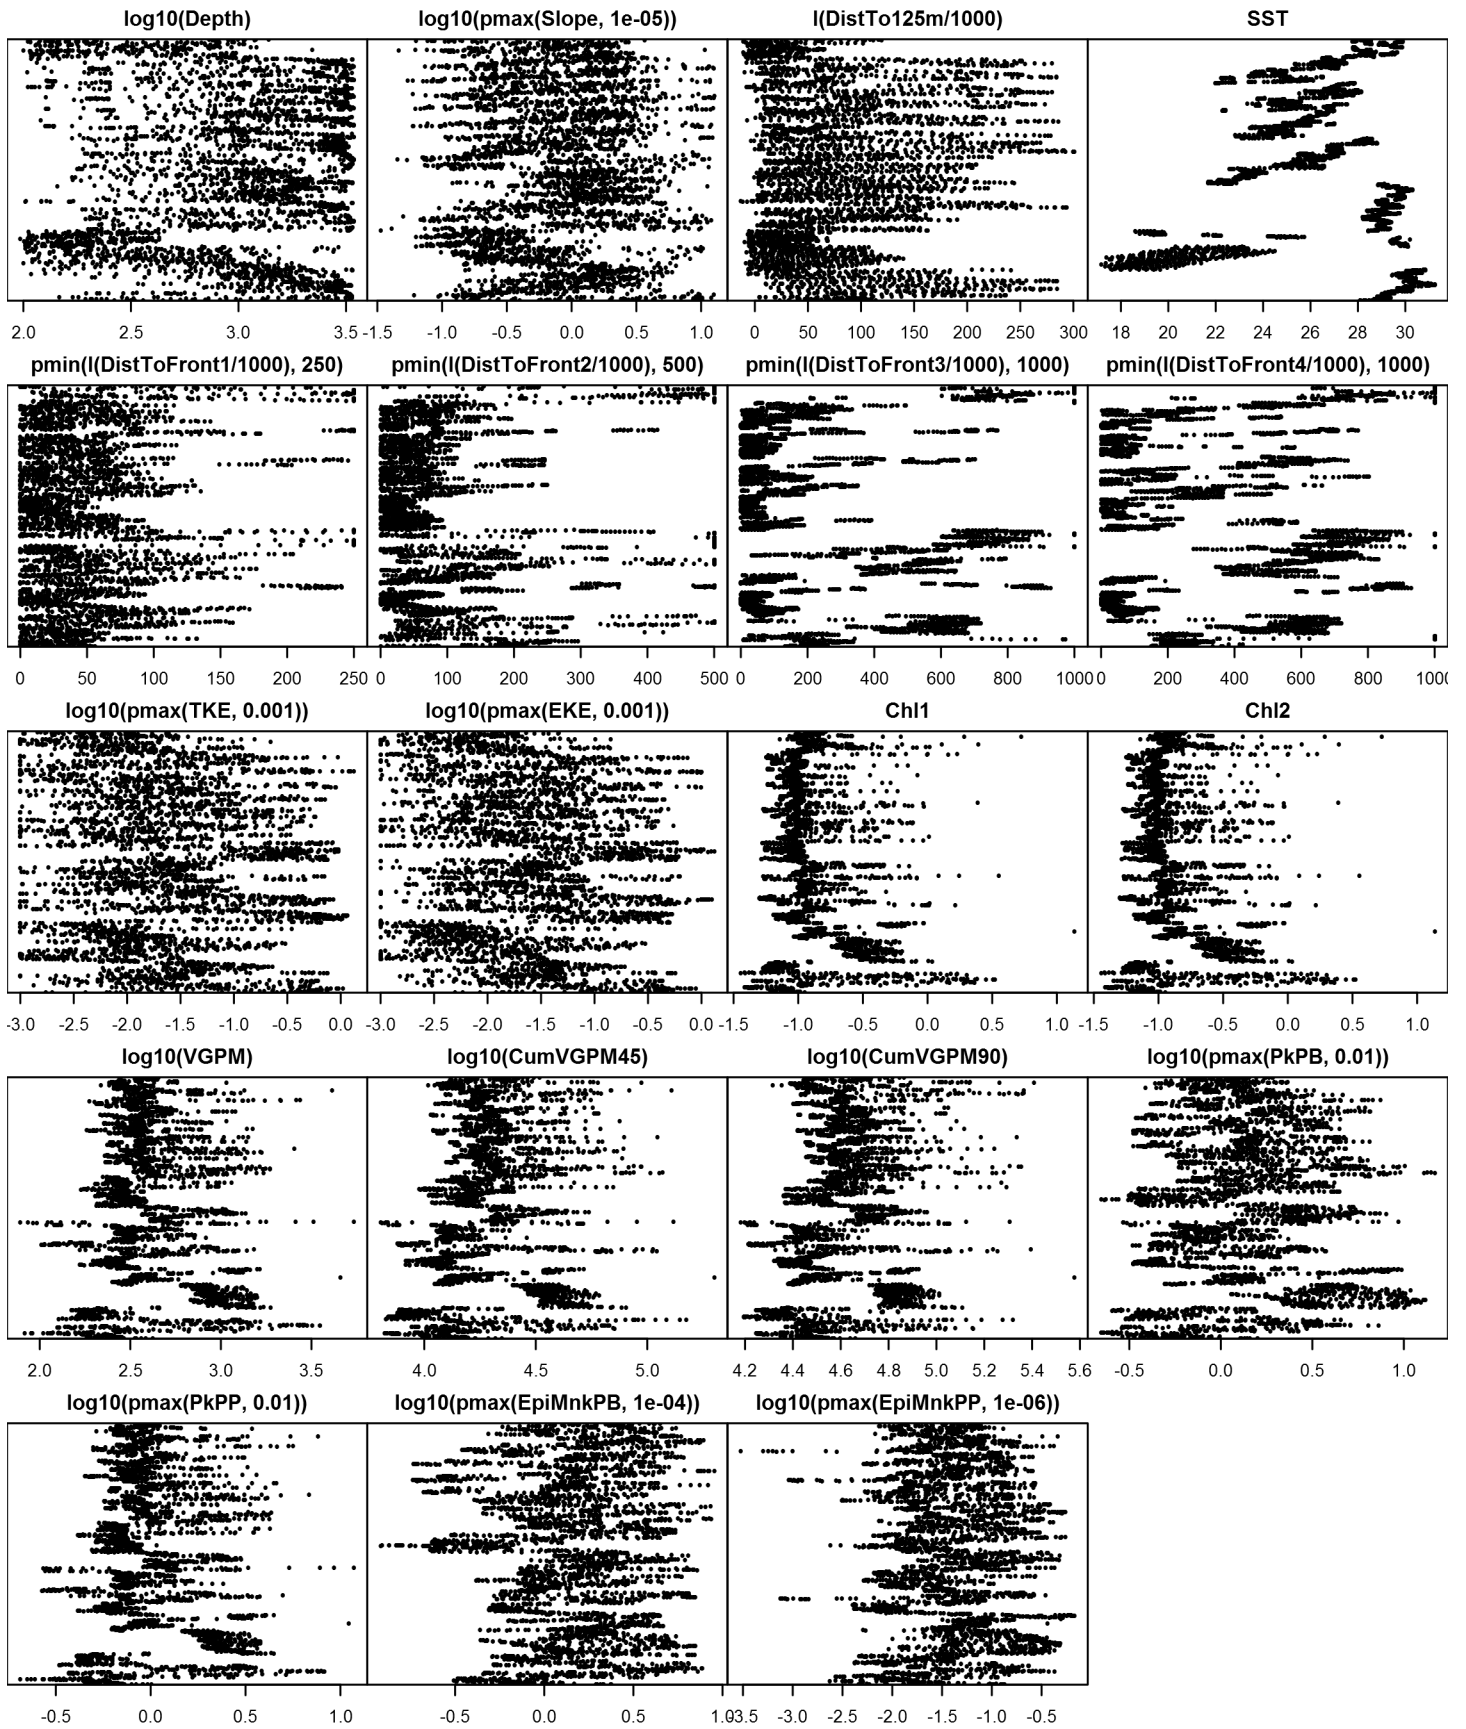 log10(Depth) log10(pmax(Slope, 1e-05)) I(DistTo125m/1000) SST
2.0 2.5 3.0 3.5 -1.5 -1.0 -0.5 0.0 0.5 1.0 0 50 100 150 200 250 300 18 20 22 24 26 28 30
pmin(I(DistToFront1/1000), 250) pmin(I(DistToFront2/1000), 500) pmin(I(DistToFront3/1000), 1000) pmin(I(DistToFront4/1000), 1000)
0 50 100 150 200 250 0 100 200 300 400 500 0 200 400 600 800 1000 0 200 400 600 800 1000
log10(pmax(TKE, 0.001)) log10(pmax(EKE, 0.001)) Chl1 Chl2
-3.0 -2.5 -2.0 -1.5 -1.0 -0.5 0.0 -3.0 -2.5 -2.0 -1.5 -1.0 -0.5 0.0 -1.5 -1.0 -0.5 0.0 0.5 1.0 -1.5 -1.0 -0.5 0.0 0.5 1.0
log10(VGPM) log10(CumVGPM45) log10(CumVGPM90) log10(pmax(PkPB, 0.01))
2.0 2.5 3.0 3.5 4.0 4.5 5.0 4.2 4.4 4.6 4.8 5.0 5.2 5.4 5.6 -0.5 0.0 0.5 1.0
log10(pmax(PkPP, 0.01)) log10(pmax(EpiMnkPB, 1e-04)) log10(pmax(EpiMnkPP, 1e-06))
-0.5 0.0 0.5 1.0 -0.5 0.0 0.5 1.0 -3.5 -3.0 -2.5 -2.0 -1.5 -1.0 -0.5